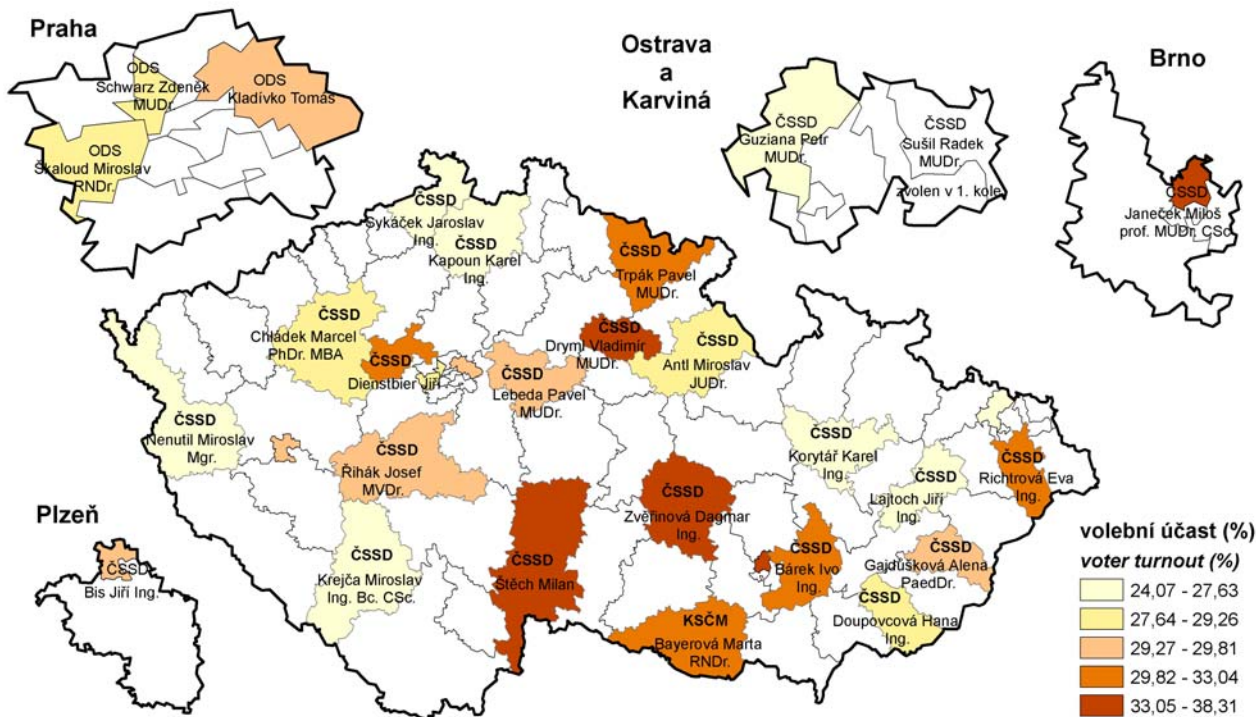 Praha
ODS
Schwarz Zdeněk
MUDr.
ODS
Kladívko Tomáš
ODS
Škaloud Miroslav
RNDr.
Ostrava
a
Karviná
ČSSD
Guziana Petr
MUDr.
ČSSD
Sušil Radek
MUDr.
zvolen v 1. kole
Brno
ČSSD
Janeček Miloš
prof. MUDr. CSc.
ČSSD
Sykáček Jaroslav
Ing.
ČSSD
Kapoun Karel
Ing.
ČSSD
Trpák Pavel
MUDr.
ČSSD
Chládek Marcel
PhDr. MBA
ČSSD
Dienstbier Jiří
ČSSD
Dryml Vladimír
MUDr.
ČSSD
Antl Miroslav
JUDr.
ČSSD
Lebeda Pavel
MUDr.
ČSSD
Nenutil Miroslav
Mgr.
ČSSD
Řihák Josef
MVDr.
ČSSD
Korytář Karel
Ing.
ČSSD
Richtrová Eva
Ing.
ČSSD
Lajtoch Jiří
Ing.
ČSSD
Zvěřinová Dagmar
Ing.
Plzeň
ČSSD
Bis Jiří Ing.
ČSSD
Krejča Miroslav
Ing. Bc. CSc.
ČSSD
Štěch Milan
ČSSD
Bárek Ivo
Ing.
ČSSD
Gajdůšková Alena
PaedDr.
ČSSD
Doupovcová Hana
Ing.
KSČM
Bayerová Marta
RNDr.
volební účast (%)
voter turnout (%)
24,07 - 27,63
27,64 - 29,26
29,27 - 29,81
29,82 - 33,04
33,05 - 38,31